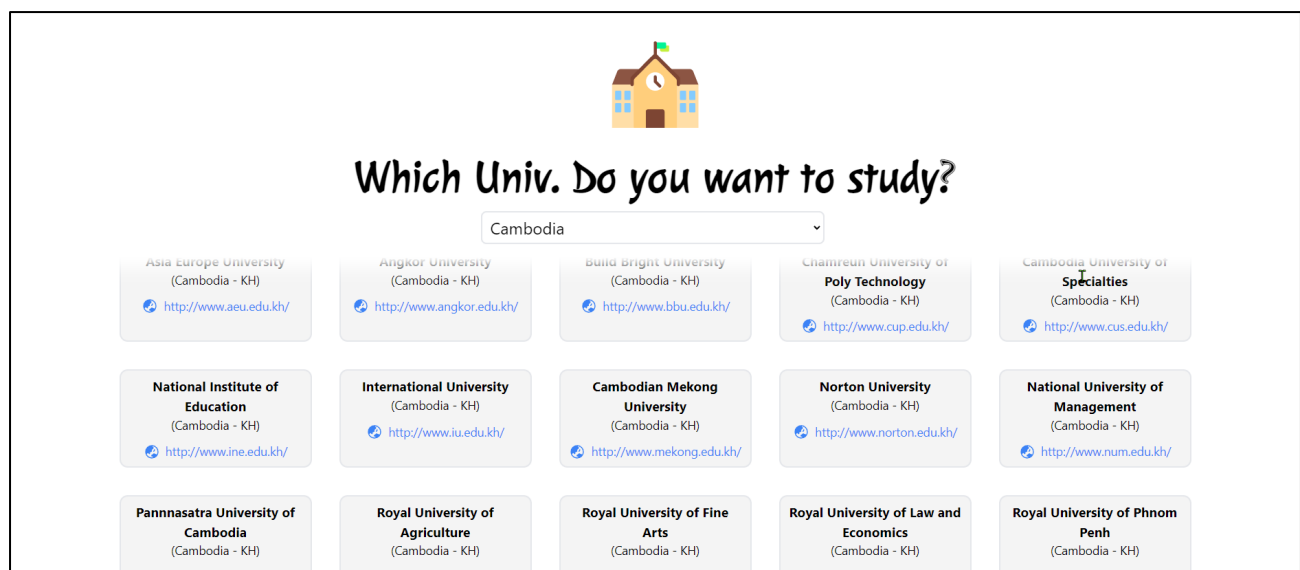 Which Univ. Do you want to study?
Cambodia
Asia Europe University
(Cambodia - KH)
http://www.aeu.edu.kh/
Angkor University
(Cambodia - KH)
http://www.angkor.edu.kh/
Build Bright University
(Cambodia - KH)
http://www.bbu.edu.kh/
Chamreun University of
Poly Technology
(Cambodia - KH)
http://www.cup.edu.kh/
Cambodia University of
Specialties
(Cambodia - KH)
http://www.cus.edu.kh/
National Institute of
Education
(Cambodia - KH)
http://www.ine.edu.kh/
International University
(Cambodia - KH)
http://www.iu.edu.kh/
Cambodian Mekong
University
(Cambodia - KH)
http://www.mekong.edu.kh/
Norton University
(Cambodia - KH)
http://www.norton.edu.kh/
National University of
Management
(Cambodia - KH)
http://www.num.edu.kh/
Pannnasatra University of
Cambodia
(Cambodia - KH)
Royal University of
Agriculture
(Cambodia - KH)
Royal University of Fine
Arts
(Cambodia - KH)
Royal University of Law and
Economics
(Cambodia - KH)
Royal University of Phnom
Penh
(Cambodia - KH)